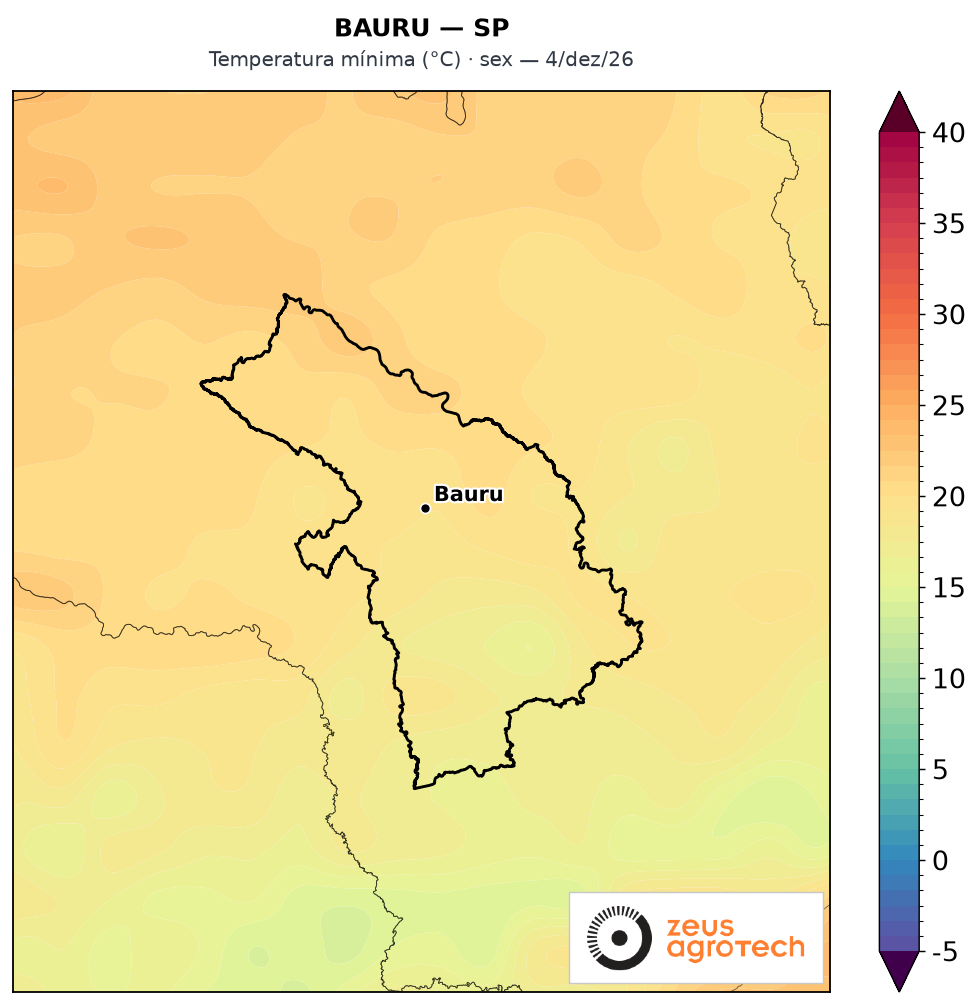 BAURU — SP
Temperatura mínima (°C) · sex — 4/dez/26
40
35
30
25
20
15
10
5
0
-5
Bauru
zeus
agrotech